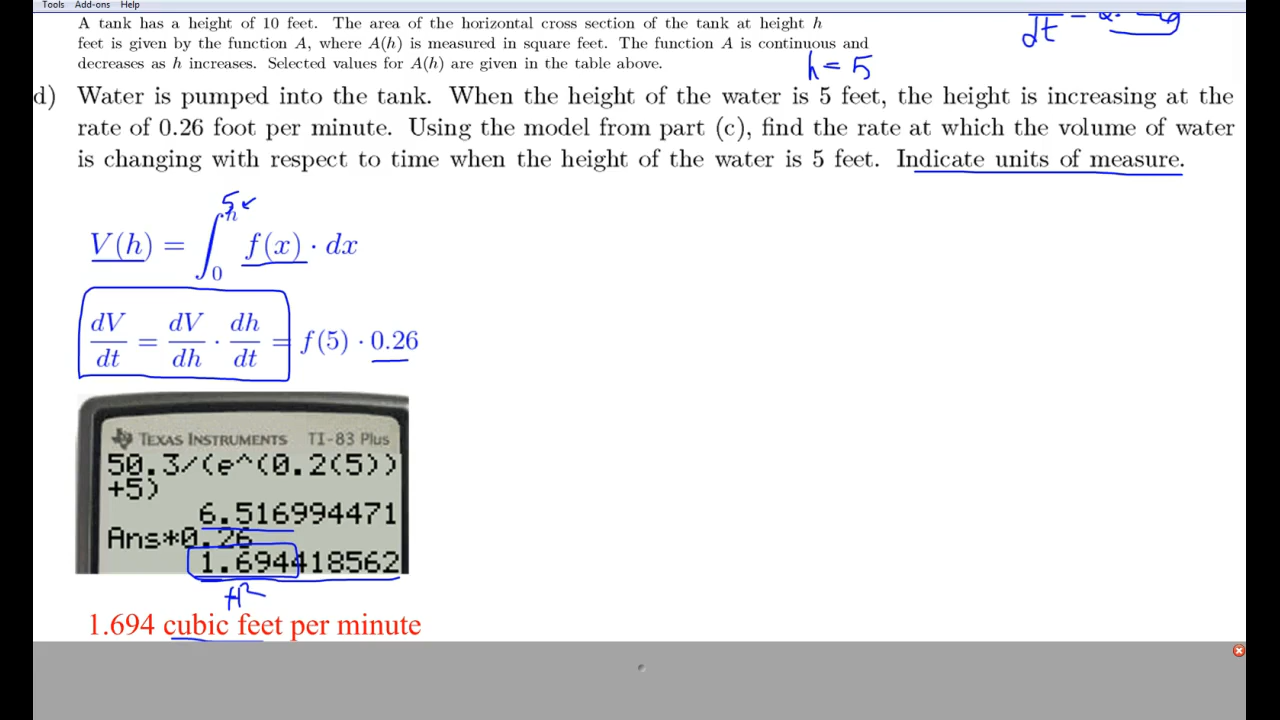 Tools Add-ons Help
A tank has a height of 10 feet. The area of the horizontal cross section of the tank at height h
feet is given by the function A, where A(h) is measured in square feet. The function A is continuous and
decreases as h increases. Selected values for A(h) are given in the table above.
dt
h = 5
d) Water is pumped into the tank. When the height of the water is 5 feet, the height is increasing at the
rate of 0.26 foot per minute. Using the model from part (c), find the rate at which the volume of water
is changing with respect to time when the height of the water is 5 feet. Indicate units of measure.
5
V(h) = ∫₀ʰ f(x) · dx
dV/dt = dV/dh · dh/dt = f(5) · 0.26
TEXAS INSTRUMENTS TI-83 Plus
50.3/(e^(0.2(5))
+5)
6.516994471
Ans*0.26
1.694418562
ft²
1.694 cubic feet per minute